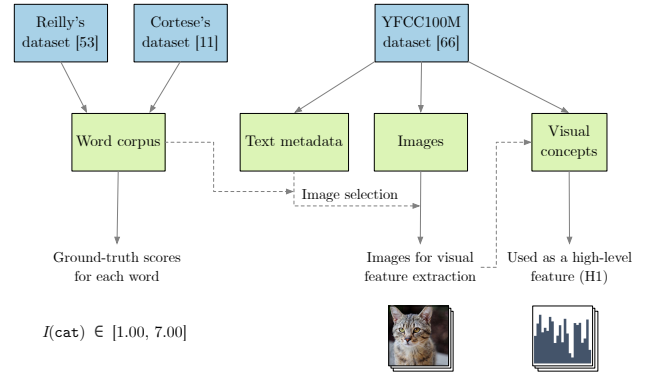 Reilly's
dataset [53]
Cortese's
dataset [11]
YFCC100M
dataset [66]
Word corpus
Text metadata
Images
Visual
concepts
Image selection
Ground-truth scores
for each word
Images for visual
feature extraction
Used as a high-level
feature (H1)
I(cat) ∈ [1.00, 7.00]